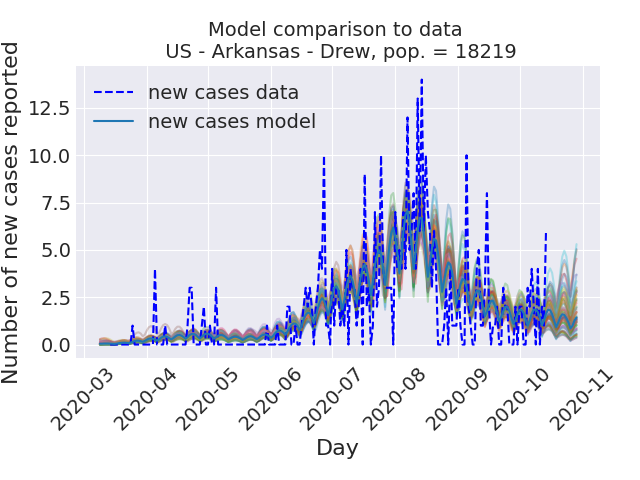 Model comparison to data
US - Arkansas - Drew, pop. = 18219
Number of new cases reported
new cases data
new cases model
12.5
10.0
7.5
5.0
2.5
0.0
2020-03
2020-04
2020-05
2020-06
2020-07
2020-08
2020-09
2020-10
2020-11
Day